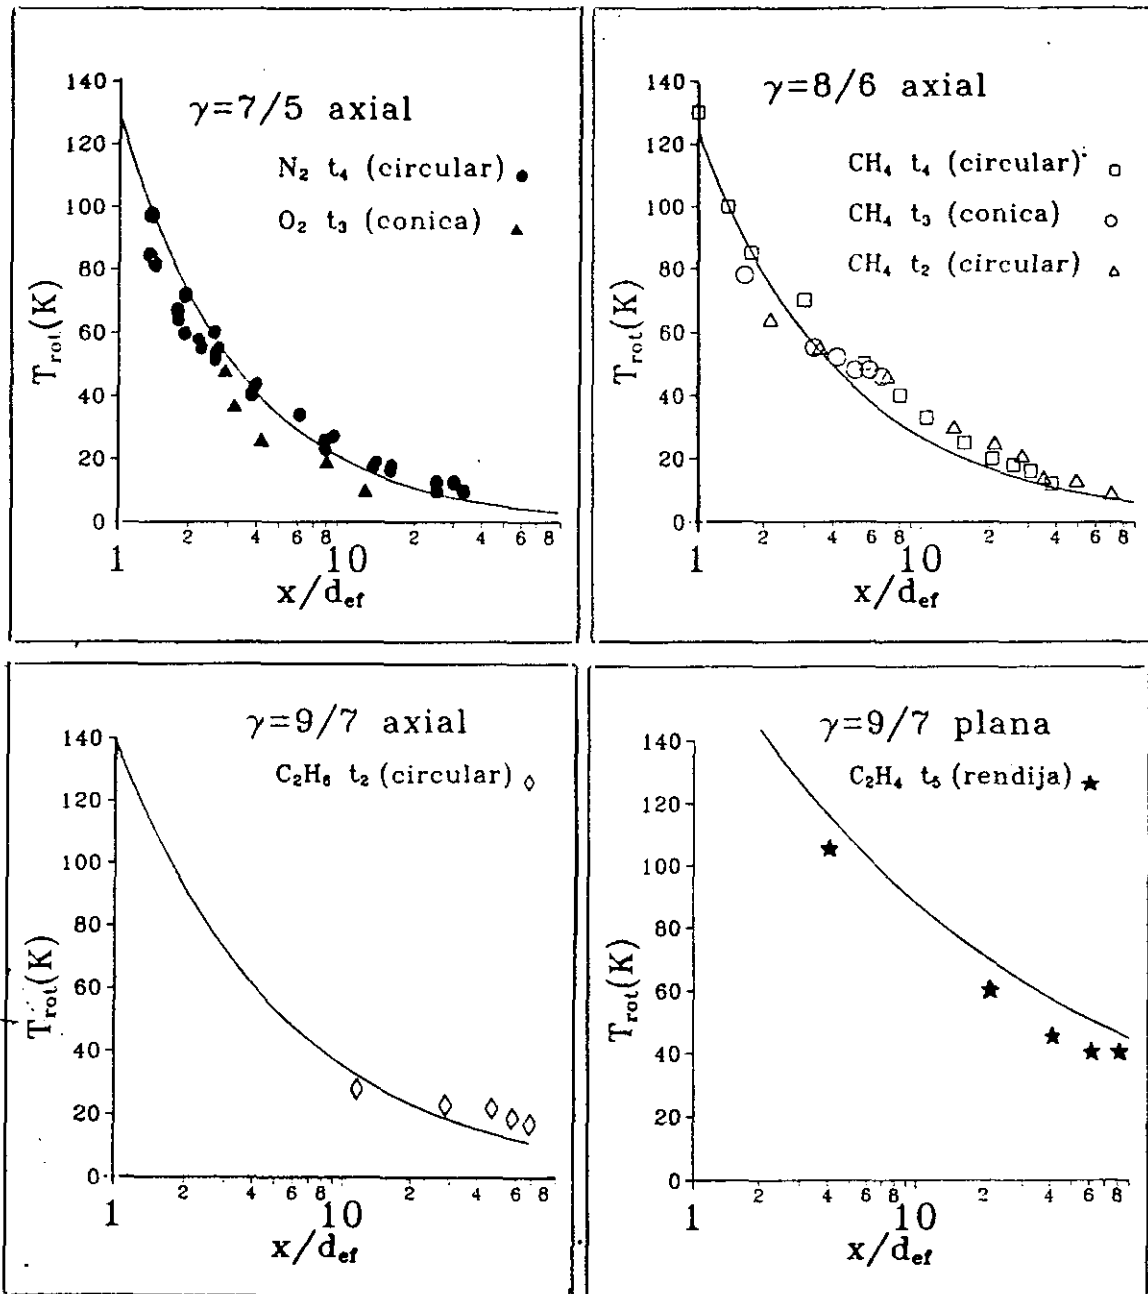 γ=7/5 axial
N₂ t₄ (circular)
O₂ t₃ (conica)
T_rot(K)
140
120
100
80
60
40
20
0
2 4 6 8 2 4 6 8
1 10
x/d_ef
γ=8/6 axial
CH₄ t₄ (circular)
CH₄ t₃ (conica)
CH₄ t₂ (circular)
T_rot(K)
140
120
100
80
60
40
20
0
2 4 6 8 2 4 6 8
1 10
x/d_ef
γ=9/7 axial
C₂H₆ t₂ (circular)
T_rot(K)
140
120
100
80
60
40
20
0
2 4 6 8 2 4 6 8
1 10
x/d_ef
γ=9/7 plana
C₂H₄ t₅ (rendija)
T_rot(K)
140
120
100
80
60
40
20
0
2 4 6 8 2 4 6 8
1 10
x/d_ef